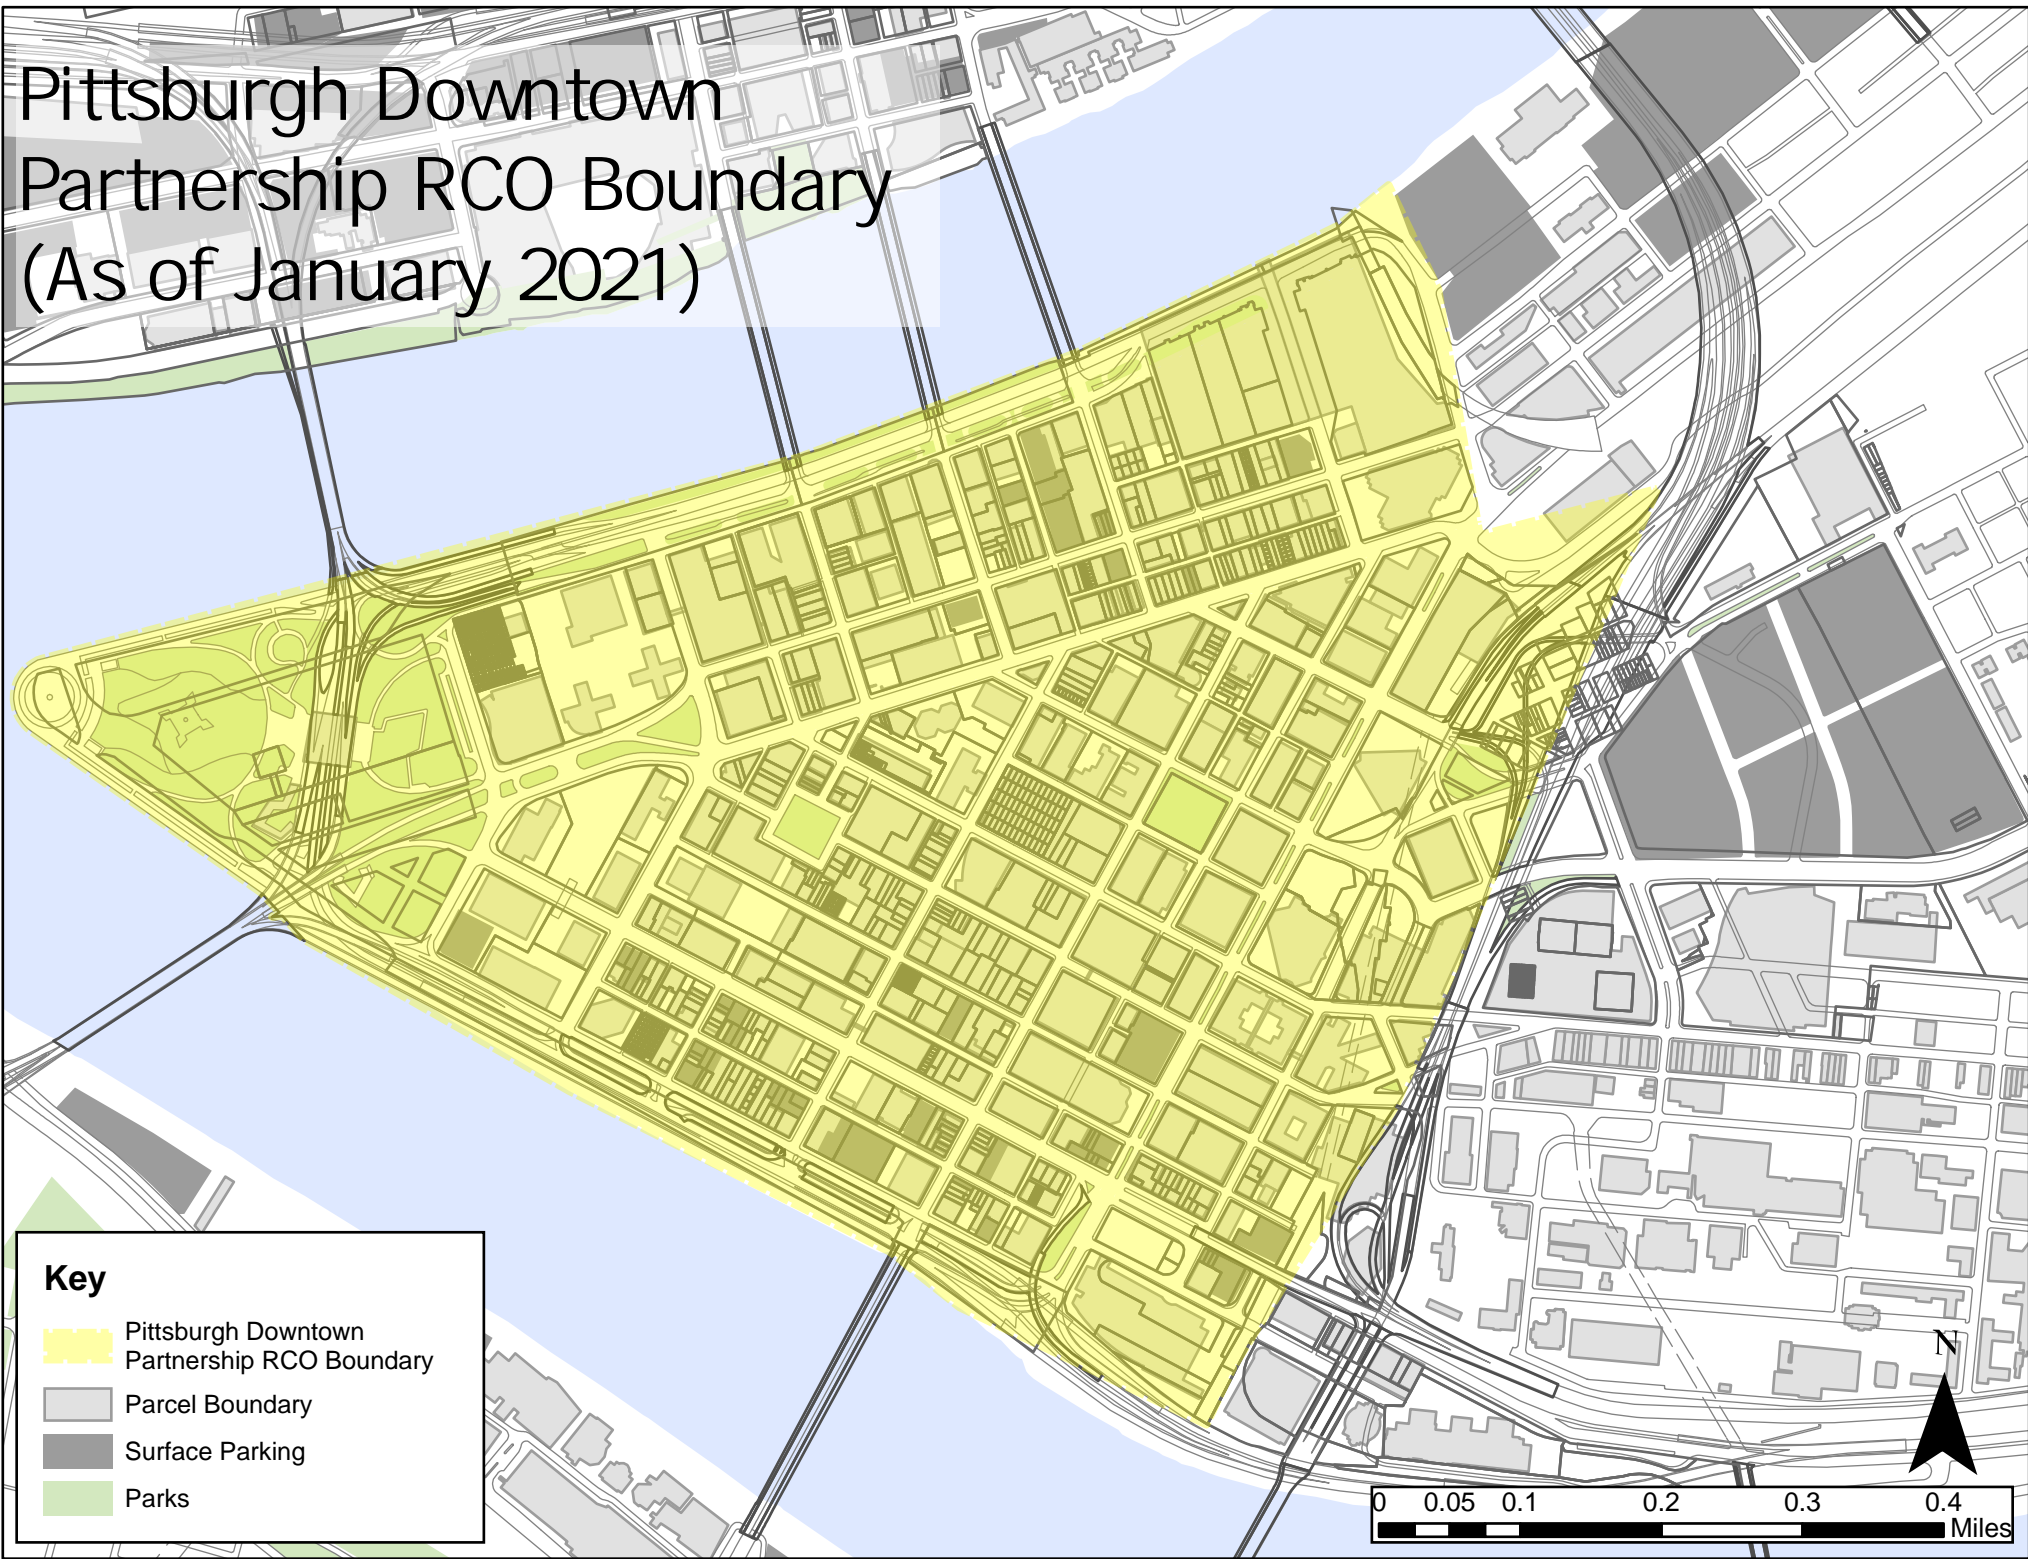 Pittsburgh Downtown
Partnership RCO Boundary
(As of January 2021)
Key
Pittsburgh Downtown
Partnership RCO Boundary
Parcel Boundary
Surface Parking
Parks
N
0 0.05 0.1 0.2 0.3 0.4
Miles